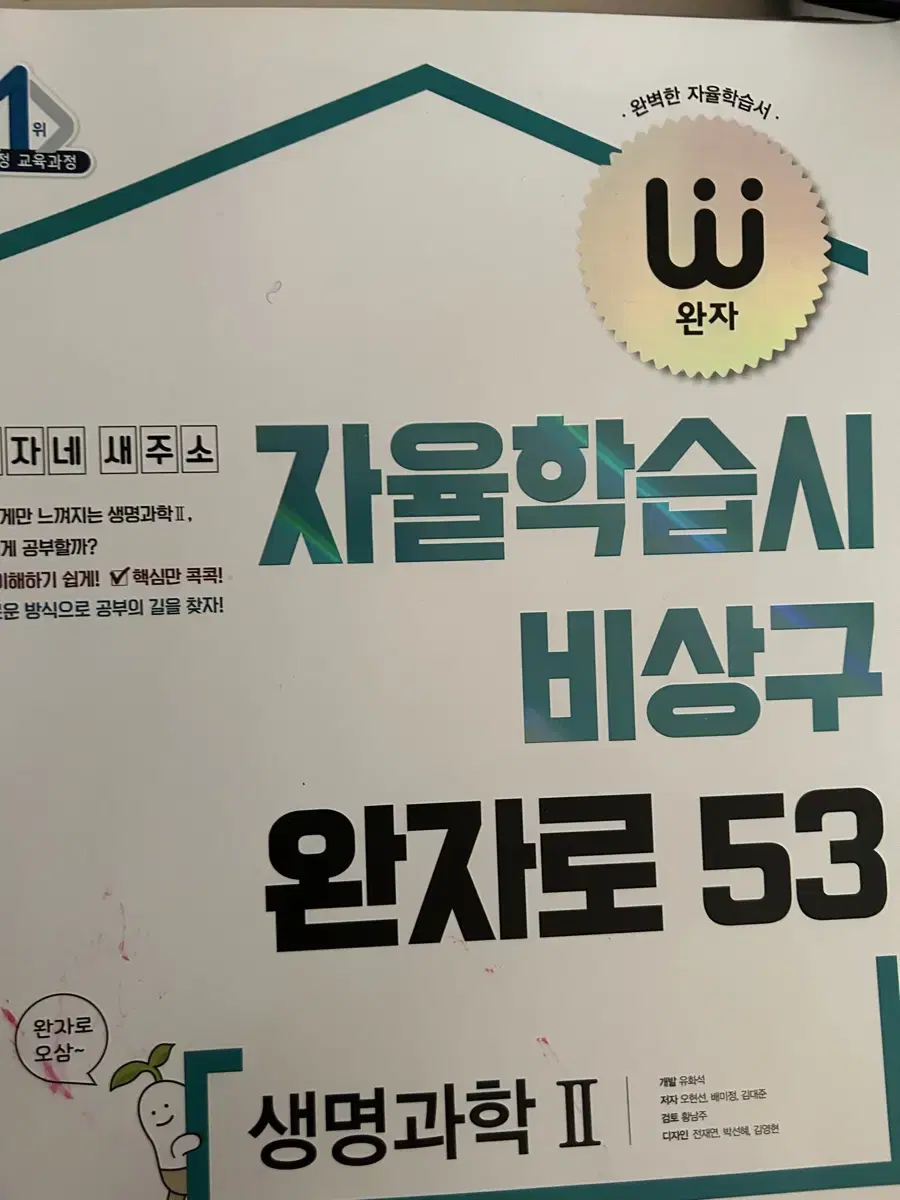 1위
정 교육과정
· 완벽한 자율학습서 ·
완자
자네 새주소
게만 느껴지는 생명과학Ⅱ,
게 공부할까?
이해하기 쉽게! ☑ 핵심만 콕콕!
로운 방식으로 공부의 길을 찾자!
자율학습시
비상구
완자로 53
완자로
오삼~
생명과학 Ⅱ
개발 유화석
저자 오현선, 배미정, 김대준
검토 황남주
디자인 전재연, 박선혜, 김영현